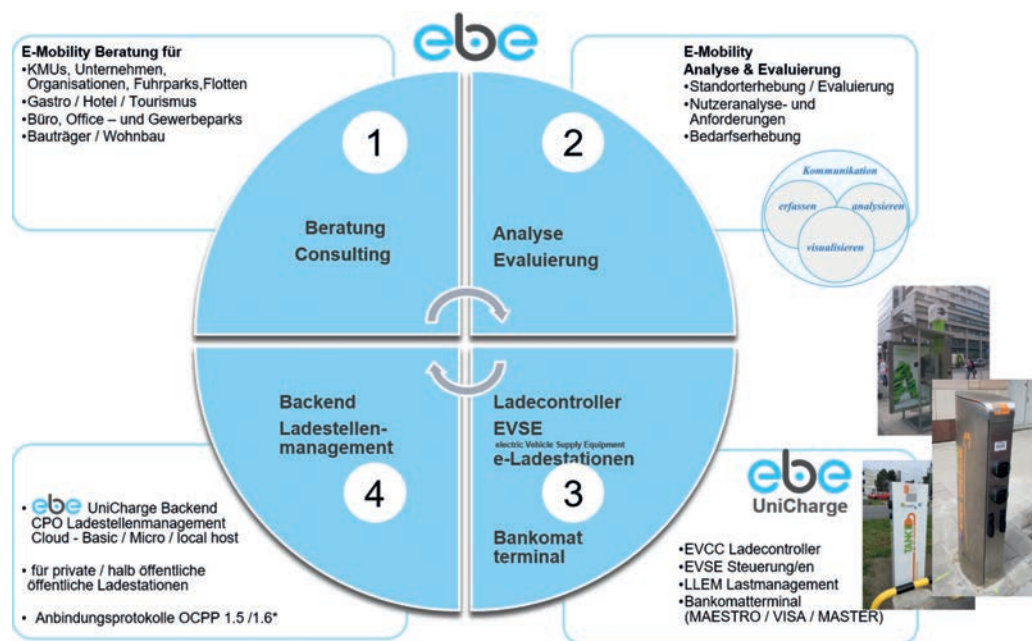 ebe
E-Mobility Beratung für
•KMUs, Unternehmen,
Organisationen, Fuhrparks,Flotten
•Gastro / Hotel / Tourismus
•Büro, Office – und Gewerbeparks
•Bauträger / Wohnbau
E-Mobility
Analyse & Evaluierung
•Standorterhebung / Evaluierung
•Nutzeranalyse- und
Anforderungen
•Bedarfserhebung
Kommunikation
erfassen
analysieren
visualisieren
1
Beratung
Consulting
2
Analyse
Evaluierung
Backend
Ladestellen-
management
4
Ladecontroller
EVSE
electric Vehicle Supply Equipment
e-Ladestationen
3
Bankomat
terminal
• ebe UniCharge Backend
CPO Ladestellenmanagement
Cloud - Basic / Micro / local host
• für private / halb öffentliche
öffentliche Ladestationen
• Anbindungsprotokolle OCPP 1.5 /1.6*
ebe
UniCharge
•EVCC Ladecontroller
•EVSE Steuerung/en
•LLEM Lastmanagement
•Bankomatterminal
(MAESTRO / VISA / MASTER)
TANKE